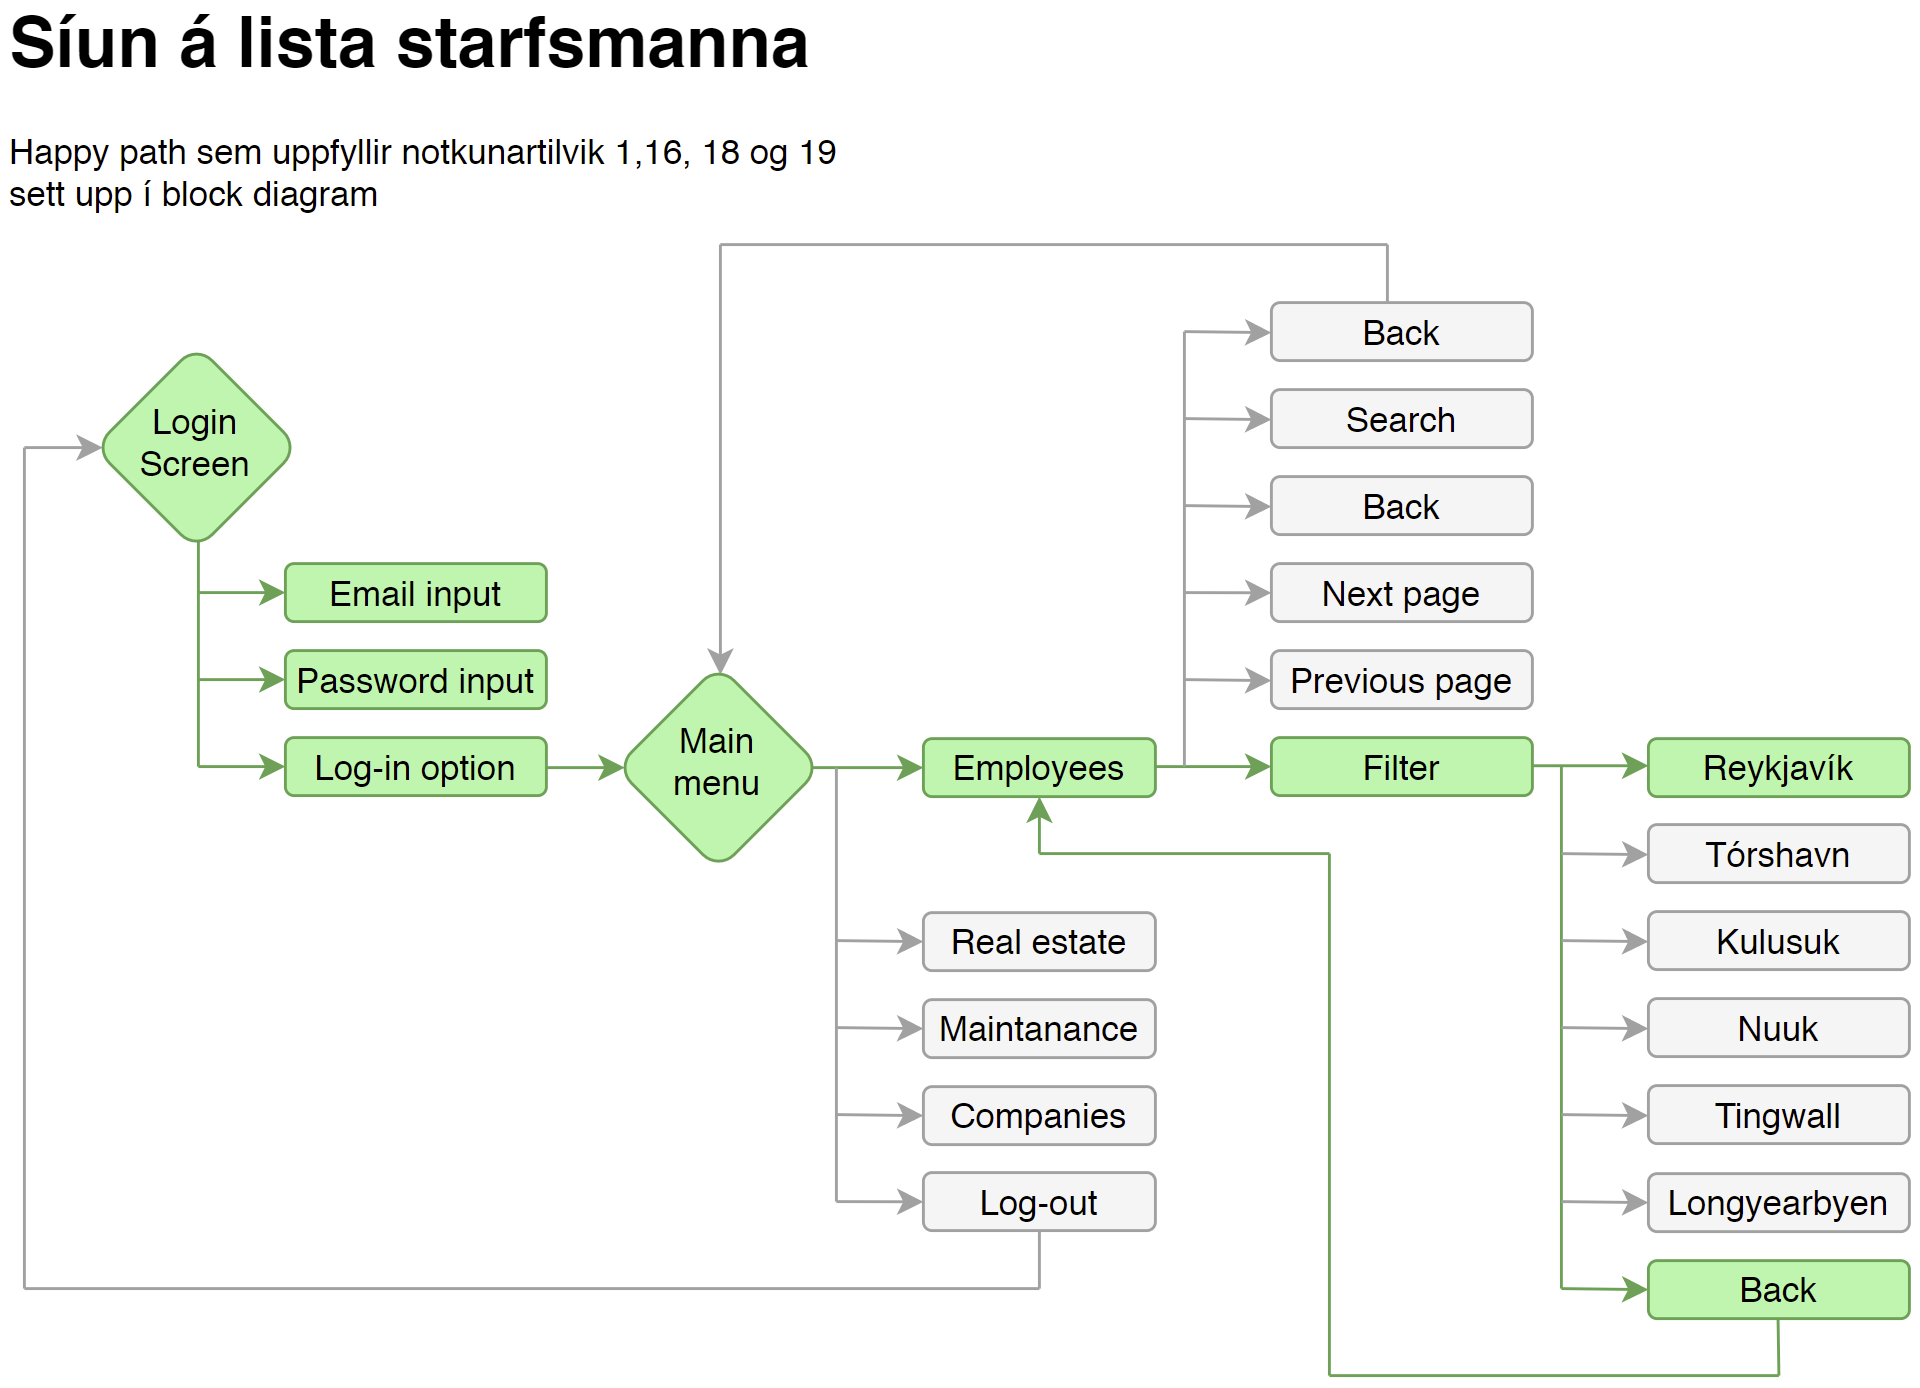 Síun á lista starfsmanna
Happy path sem uppfyllir notkunartilvik 1,16, 18 og 19
sett upp í block diagram
Login
Screen
Email input
Password input
Log-in option
Main
menu
Back
Search
Back
Next page
Previous page
Employees
Filter
Real estate
Maintanance
Companies
Log-out
Reykjavík
Tórshavn
Kulusuk
Nuuk
Tingwall
Longyearbyen
Back